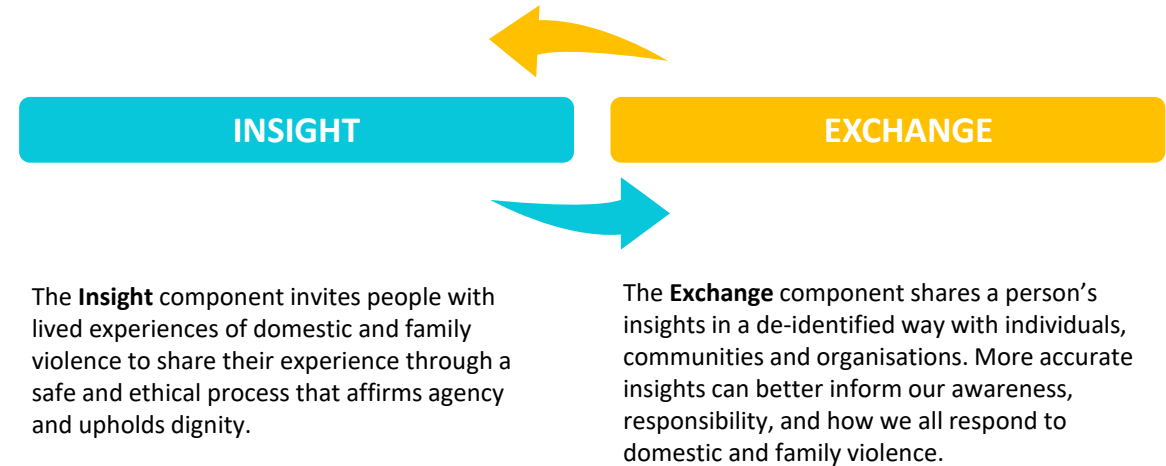 INSIGHT
EXCHANGE
The Insight component invites people with
lived experiences of domestic and family
violence to share their experience through a
safe and ethical process that affirms agency
and upholds dignity.
The Exchange component shares a person’s
insights in a de-identified way with individuals,
communities and organisations. More accurate
insights can better inform our awareness,
responsibility, and how we all respond to
domestic and family violence.